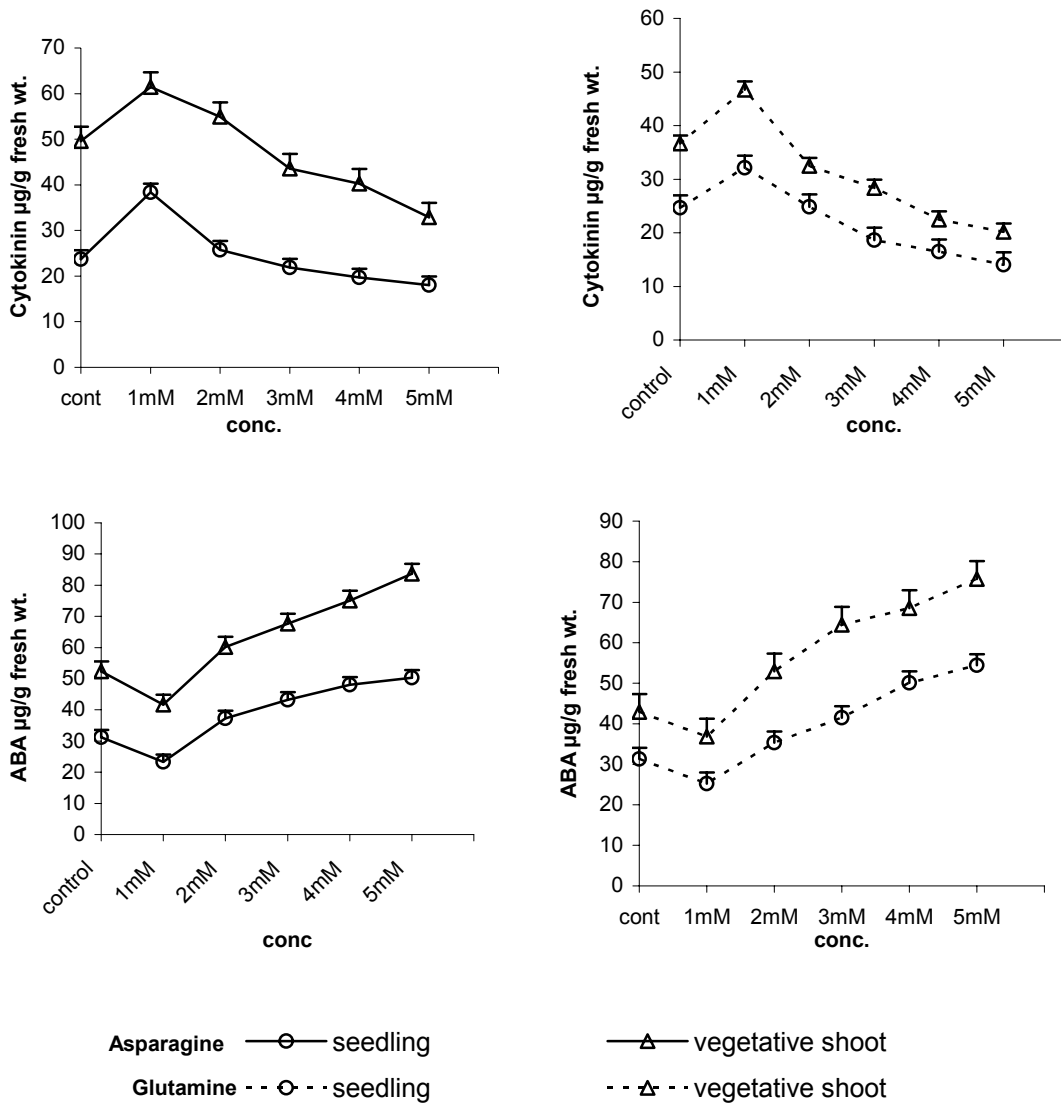 70
60
50
40
30
20
10
0
Cytokinin µg/g fresh wt.
cont 1mM 2mM 3mM 4mM 5mM
conc.
60
50
40
30
20
10
0
Cytokinin µg/g fresh wt.
control 1mM 2mM 3mM 4mM 5mM
conc.
100
90
80
70
60
50
40
30
20
10
0
ABA µg/g fresh wt.
control 1mM 2mM 3mM 4mM 5mM
conc
90
80
70
60
50
40
30
20
10
0
ABA µg/g fresh wt.
cont 1mM 2mM 3mM 4mM 5mM
conc.
Asparagine seedling vegetative shoot
Glutamine seedling vegetative shoot